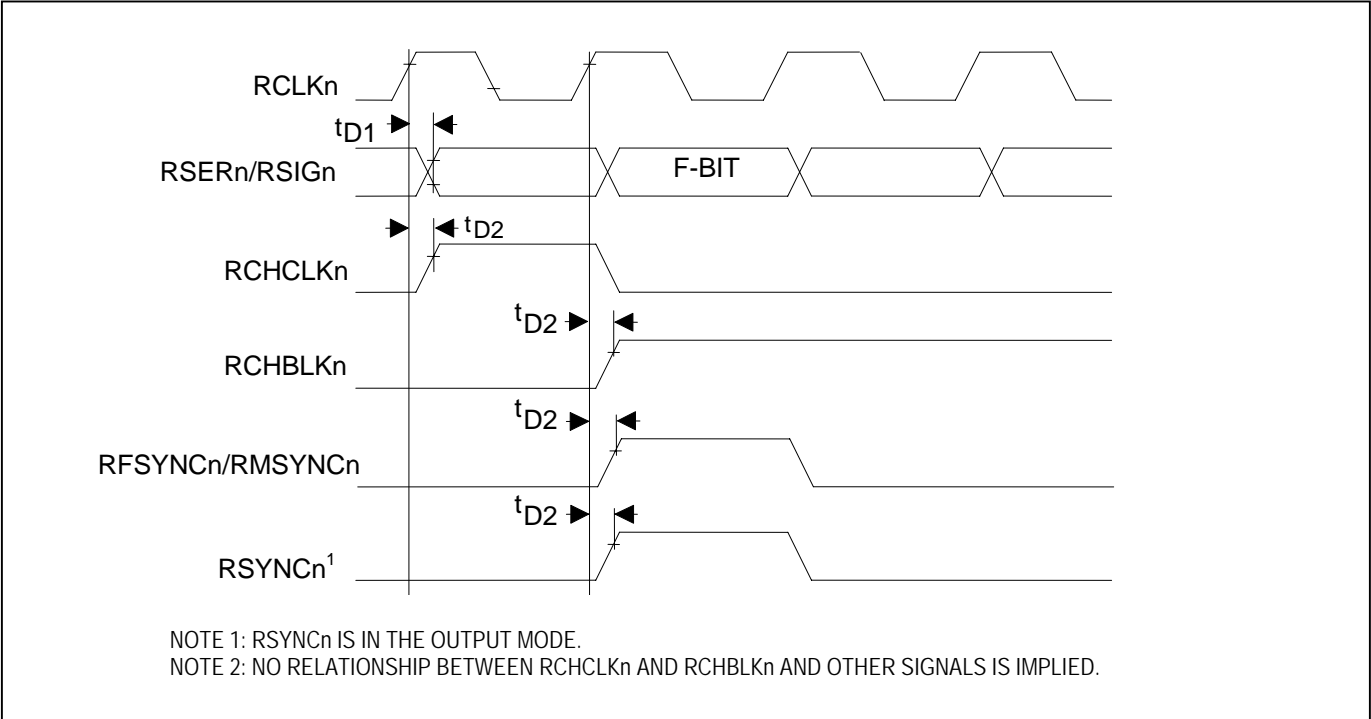 RCLKn
tD1
RSERn/RSIGn
F-BIT
tD2
RCHCLKn
tD2
RCHBLKn
tD2
RFSYNCn/RMSYNCn
tD2
RSYNCn1
NOTE 1: RSYNCn IS IN THE OUTPUT MODE.
NOTE 2: NO RELATIONSHIP BETWEEN RCHCLKn AND RCHBLKn AND OTHER SIGNALS IS IMPLIED.